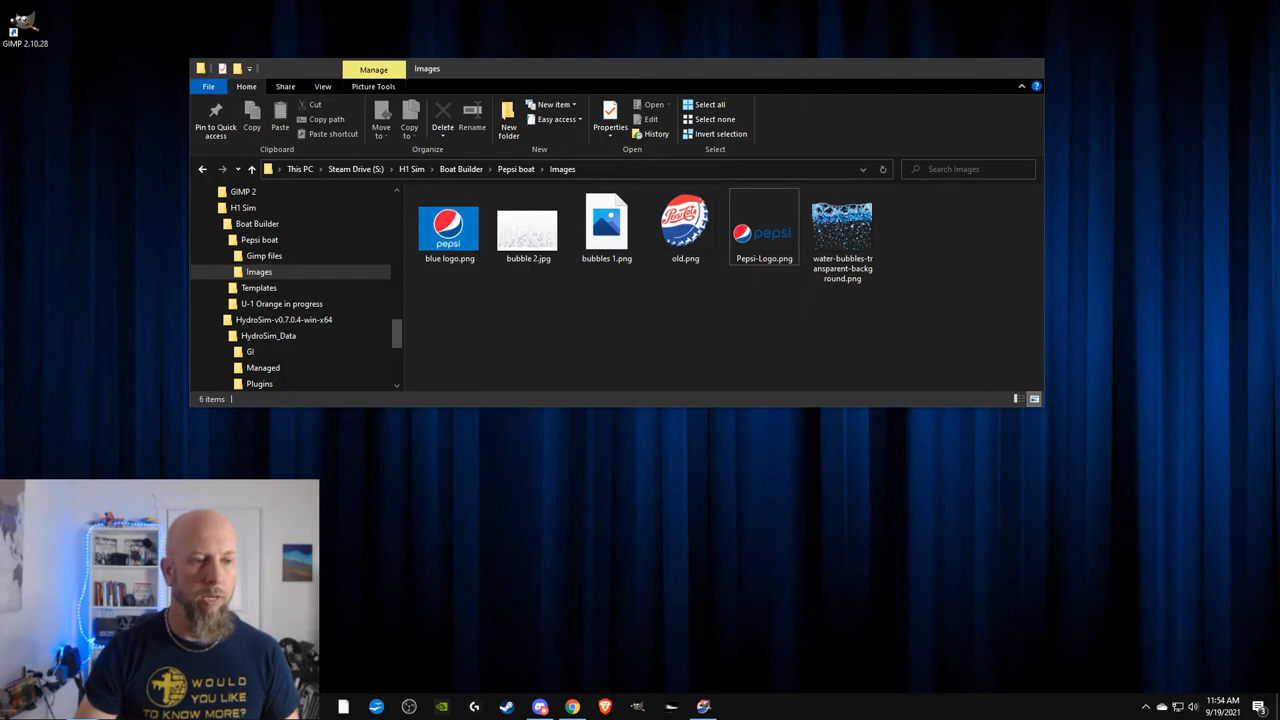 GIMP 2.10.28
Manage
Images
File
Home
Share
View
Picture Tools
Pin to Quick access
Copy
Paste
Cut
Copy path
Paste shortcut
Clipboard
Move to
Copy to
Delete
Rename
Organize
New folder
New item
Easy access
New
Properties
Open
Edit
History
Open
Select all
Select none
Invert selection
Select
This PC
Steam Drive (S:)
H1 Sim
Boat Builder
Pepsi boat
Images
Search Images
GIMP 2
H1 Sim
Boat Builder
Pepsi boat
Gimp files
Images
Templates
U-1 Orange in progress
HydroSim-v0.7.0.4-win-x64
HydroSim_Data
GI
Managed
Plugins
pepsi
blue logo.png
bubble 2.jpg
bubbles 1.png
PEPSI-COLA
old.png
pepsi
Pepsi-Logo.png
water-bubbles-tr
ansparent-backg
round.png
6 items
WOULD
YOU LIKE
TO KNOW MORE?
11:54 AM
9/19/2021
3